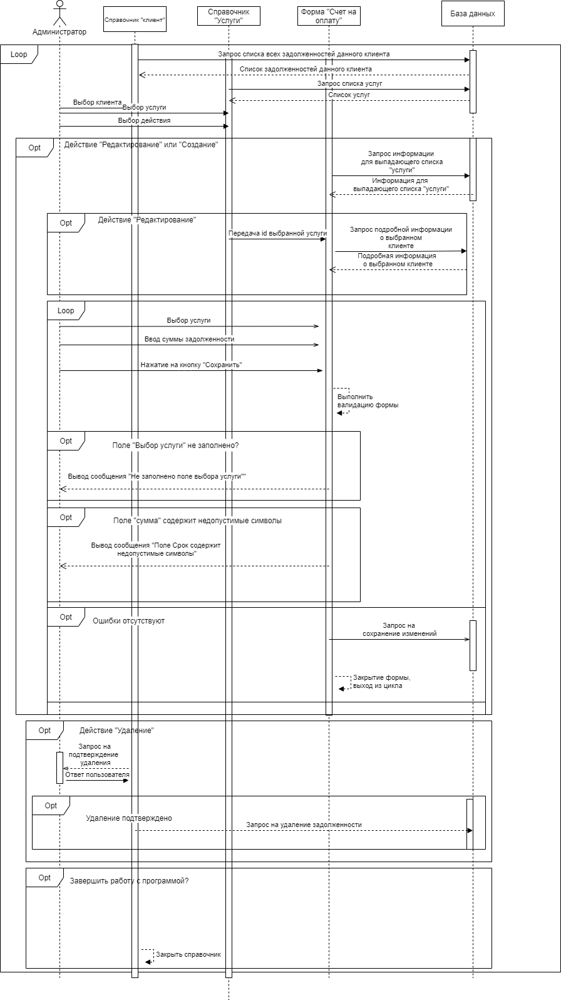 Администратор
Справочник "клиент"
Справочник
"Услуги"
Форма "Счет на
оплату"
База данных
Loop
Запрос списка всех задолженностей данного клиента
Список задолженностей данного клиента
Запрос списка услуг
Список услуг
Выбор клиента
Выбор услуги
Выбор действия
Opt
Действие "Редактирование" или "Создание"
Запрос информации
для выпадающего списка
"услуги"
Информация для
выпадающего списка "услуги"
Opt
Действие "Редактирование"
Передача id выбранной услуги
Запрос подробной информации
о выбранном
клиенте
Подробная информация
о выбранном клиенте
Loop
Выбор услуги
Ввод суммы задолженности
Нажатие на кнопку "Сохранить"
Выполнить
валидацию формы
Opt
Поле "Выбор услуги" не заполнено?
Вывод сообщения "Не заполнено поле выбора услуги""
Opt
Поле "сумма" содержит недопустимые символы
Вывод сообщения "Поле Срок содержит
недопустимые символы"
Opt
Ошибки отсутствуют
Запрос на
сохранение изменений
Закрытие формы,
выход из цикла
Opt
Действие "Удаление"
Запрос на
подтверждение
удаления
Ответ пользователя
Opt
Удаление подтверждено
Запрос на удаление задолженности
Opt
Завершить работу с программой?
Закрыть справочник